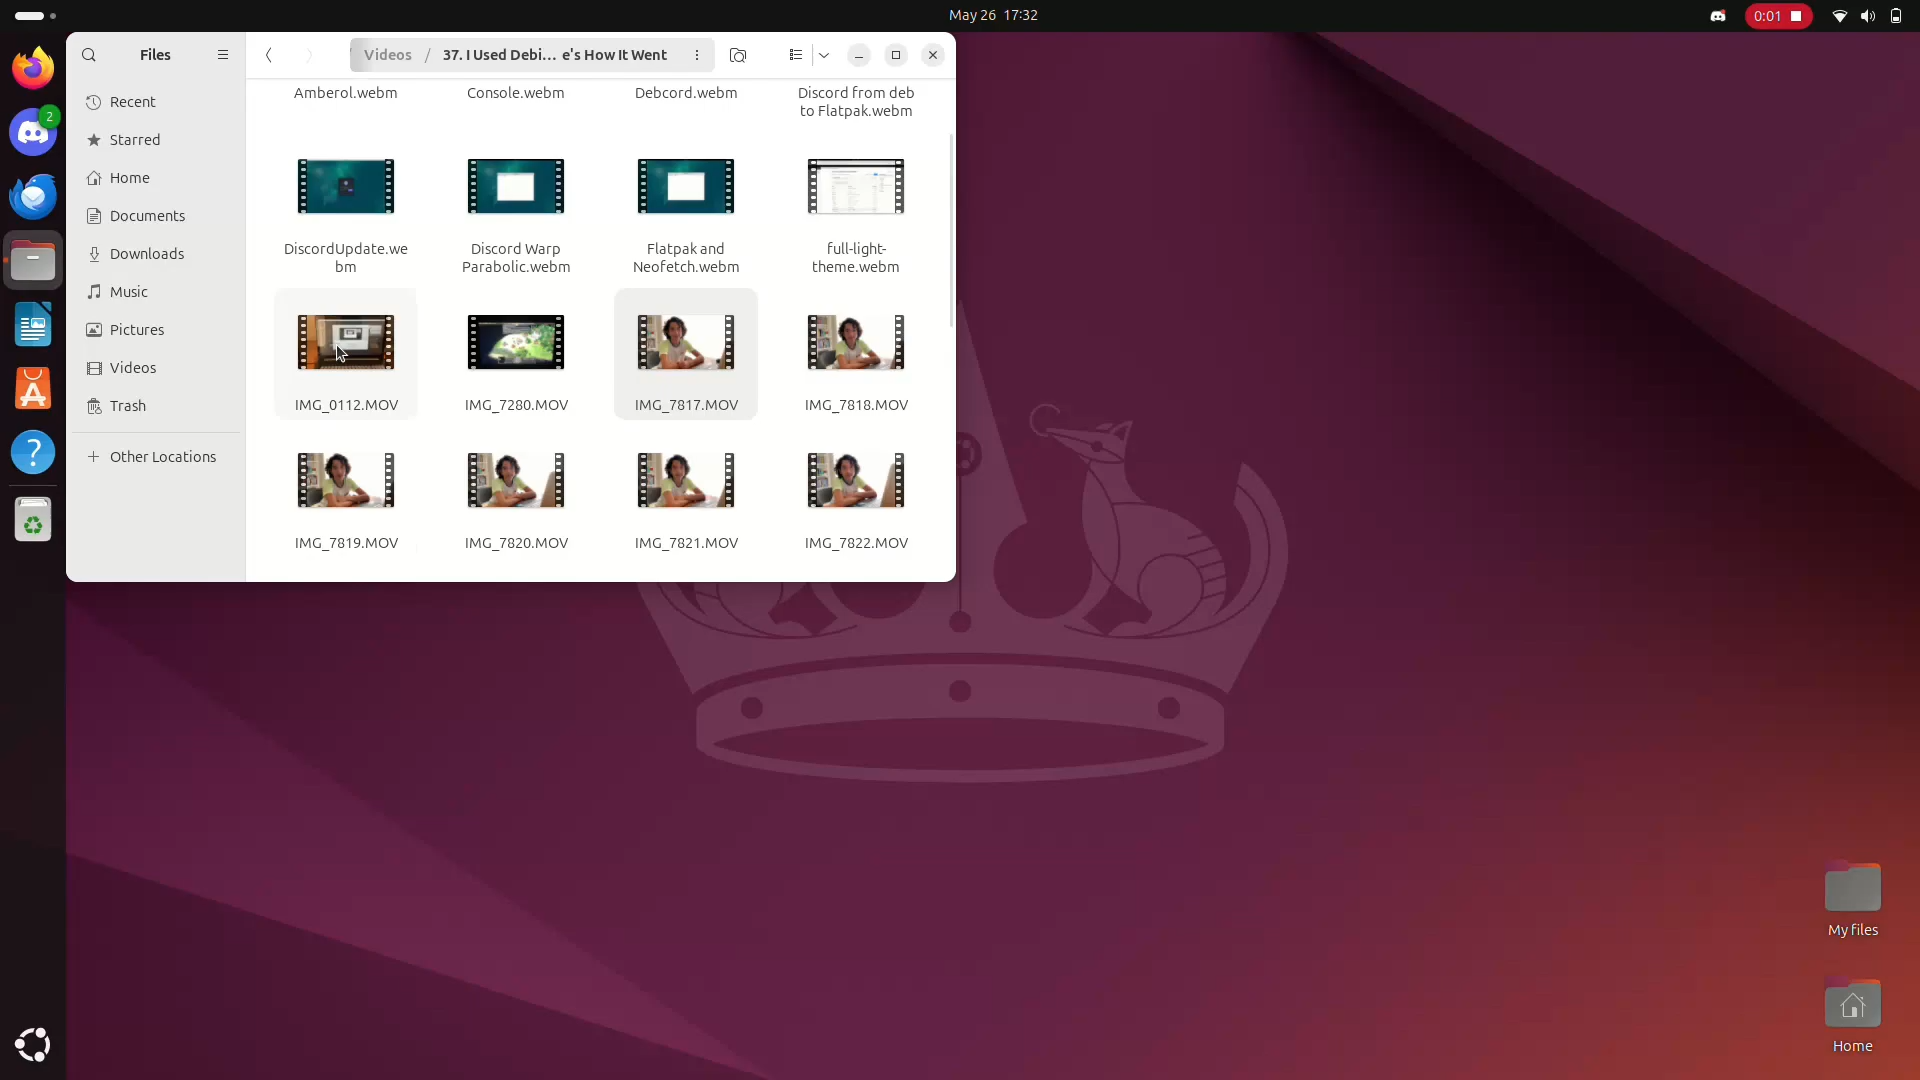 May 26 17:32
0:01
Files
Videos / 37. I Used Debi... e's How It Went
2
Recent
Starred
Home
Documents
Downloads
Music
Pictures
Videos
Trash
Other Locations
Amberol.webm
Console.webm
Debcord.webm
Discord from deb
to Flatpak.webm
DiscordUpdate.we
bm
Discord Warp
Parabolic.webm
Flatpak and
Neofetch.webm
full-light-
theme.webm
IMG_0112.MOV
IMG_7280.MOV
IMG_7817.MOV
IMG_7818.MOV
IMG_7819.MOV
IMG_7820.MOV
IMG_7821.MOV
IMG_7822.MOV
My files
Home